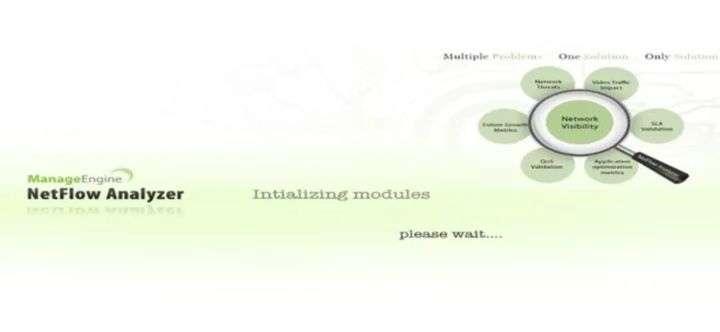 Multiple Problems One Solution Only Solution
Network
Threats
Video Traffic
Impact
Future Growth
Metrics
Network
Visibility
SLA
Validation
QoS
Validation
Application
optimization
metrics
NetFlow Analyzer
ManageEngine
NetFlow Analyzer
Intializing modules
please wait....